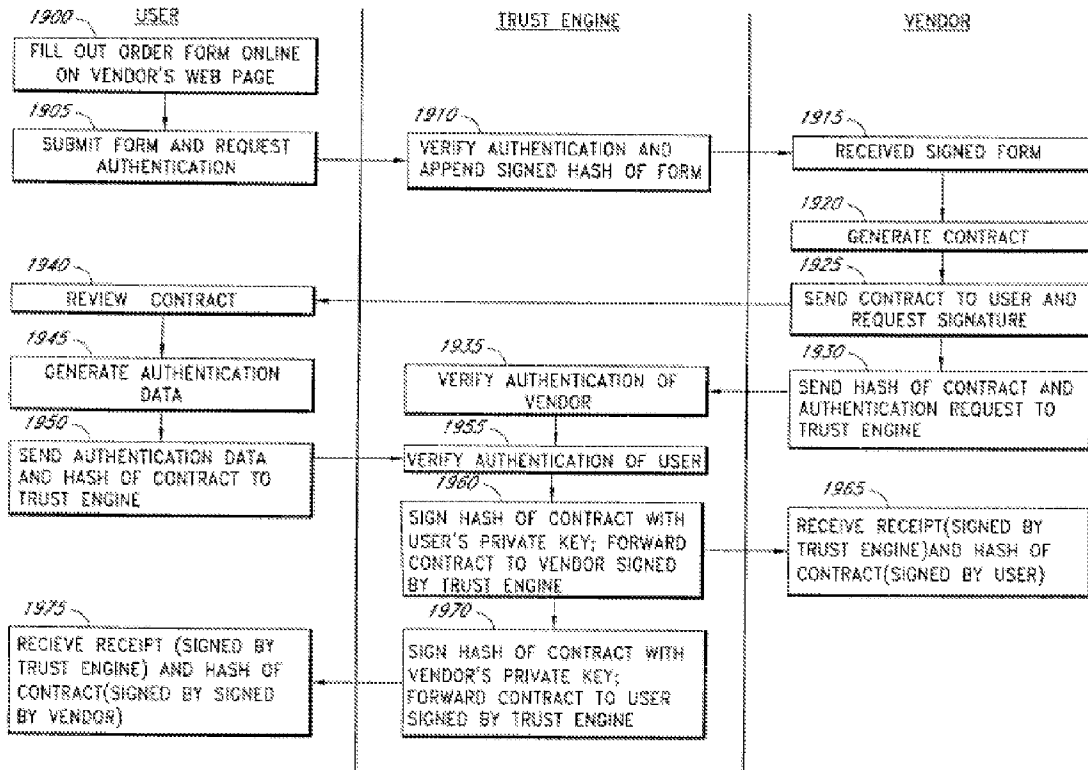 USER
TRUST ENGINE
VENDOR
1900
FILL OUT ORDER FORM ONLINE
ON VENDOR'S WEB PAGE
1905
SUBMIT FORM AND REQUEST
AUTHENTICATION
1910
VERIFY AUTHENTICATION AND
APPEND SIGNED HASH OF FORM
1915
RECEIVED SIGNED FORM
1920
GENERATE CONTRACT
1925
SEND CONTRACT TO USER AND
REQUEST SIGNATURE
1940
REVIEW CONTRACT
1930
SEND HASH OF CONTRACT AND
AUTHENTICATION REQUEST TO
TRUST ENGINE
1935
VERIFY AUTHENTICATION OF
VENDOR
1945
GENERATE AUTHENTICATION
DATA
1950
SEND AUTHENTICATION DATA
AND HASH OF CONTRACT TO
TRUST ENGINE
1955
VERIFY AUTHENTICATION OF USER
1960
SIGN HASH OF CONTRACT WITH
USER'S PRIVATE KEY; FORWARD
CONTRACT TO VENDOR SIGNED
BY TRUST ENGINE
1965
RECEIVE RECEIPT(SIGNED BY
TRUST ENGINE)AND HASH OF
CONTRACT(SIGNED BY USER)
1970
SIGN HASH OF CONTRACT WITH
VENDOR'S PRIVATE KEY;
FORWARD CONTRACT TO USER
SIGNED BY TRUST ENGINE
1975
RECIEVE RECEIPT (SIGNED BY
TRUST ENGINE) AND HASH OF
CONTRACT(SIGNED BY SIGNED
BY VENDOR)